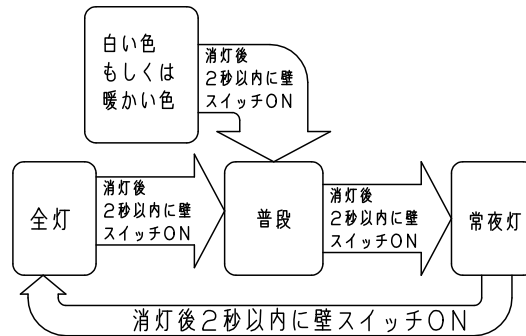 白い色
もしくは
暖かい色
消灯後
2秒以内に壁
スイッチON
全灯
消灯後
2秒以内に壁
スイッチON
普段
消灯後
2秒以内に壁
スイッチON
常夜灯
消灯後2秒以内に壁スイッチON